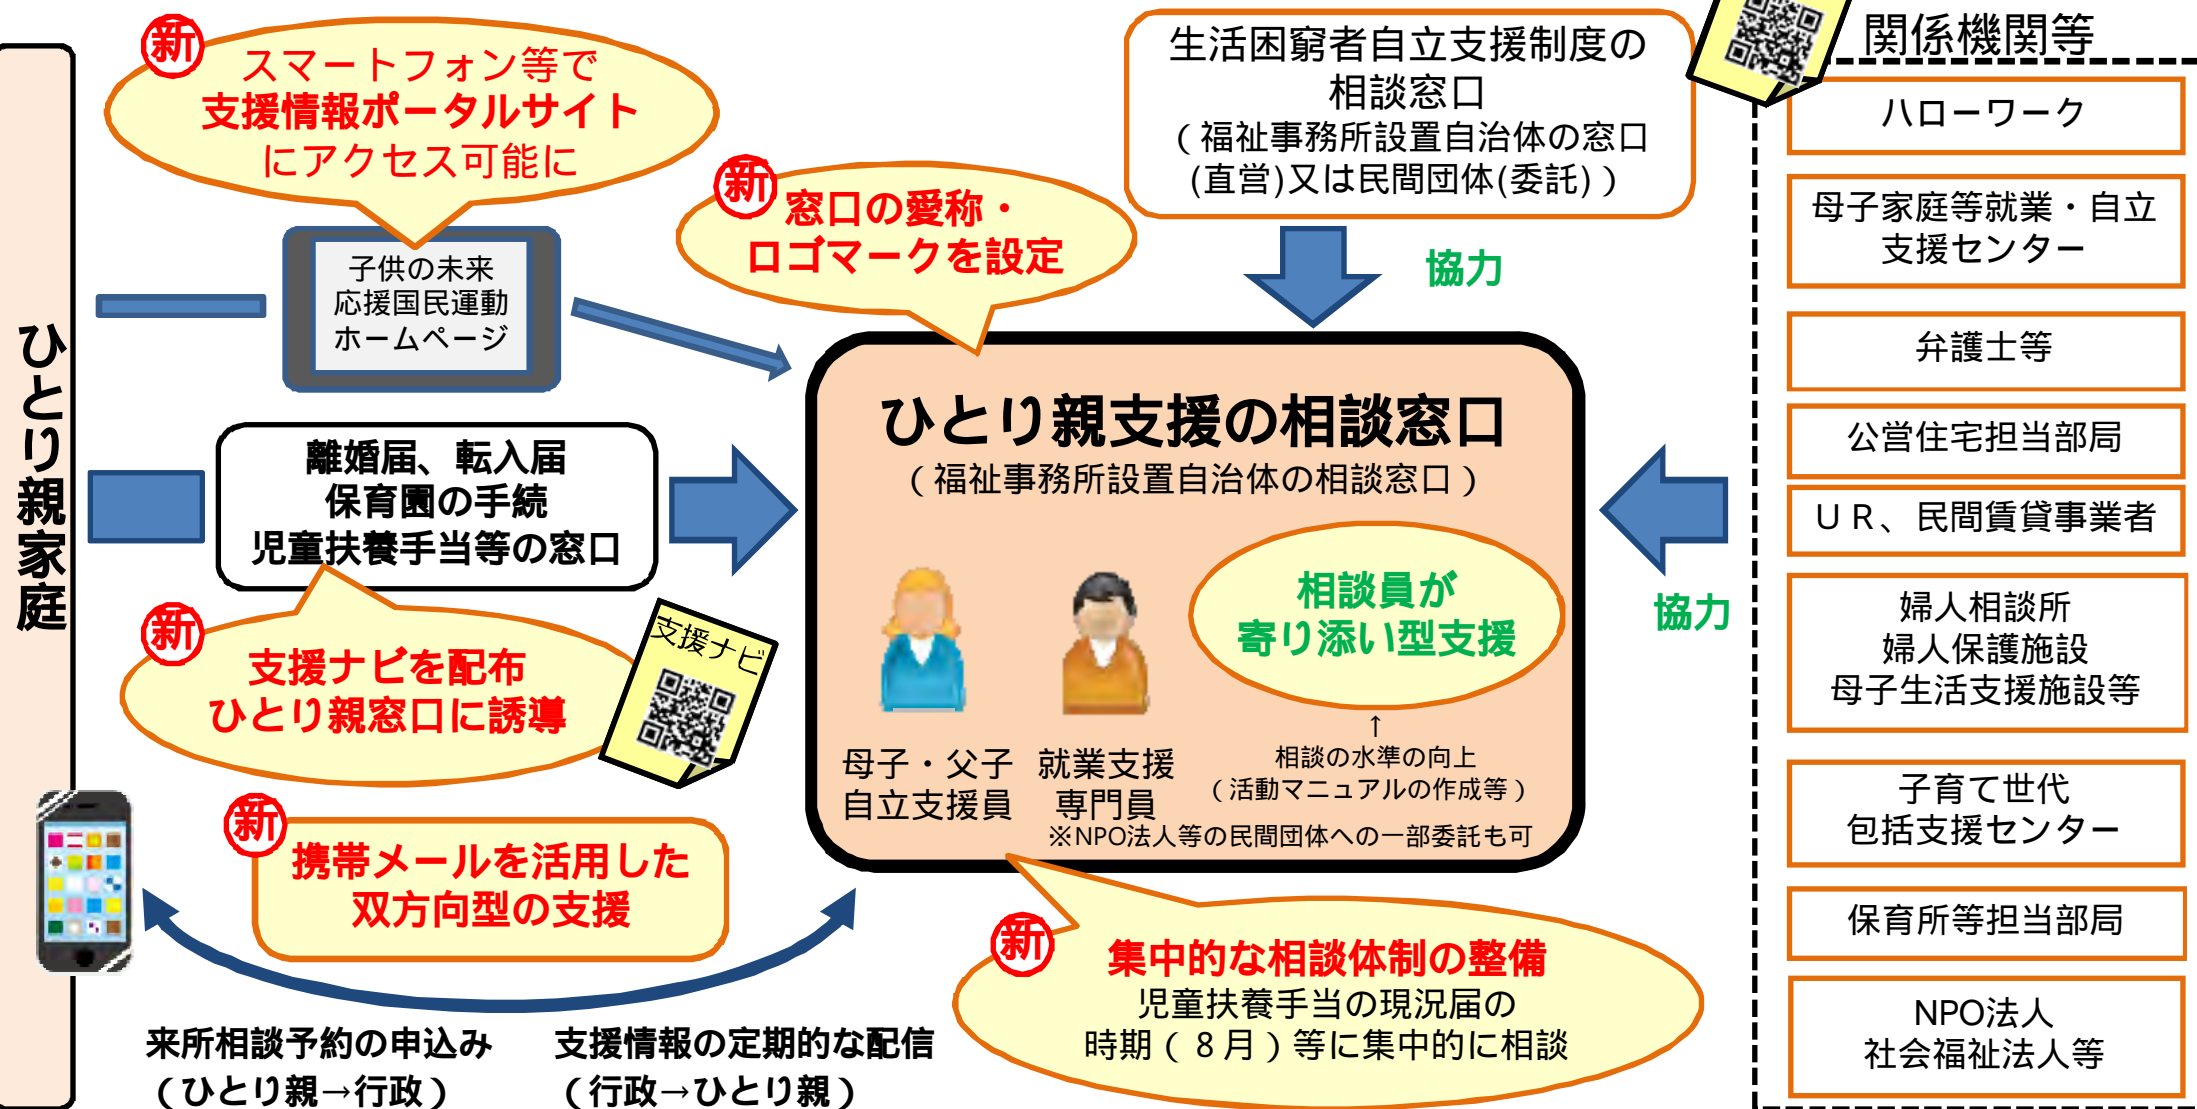 新
スマートフォン等で
支援情報ポータルサイト
にアクセス可能に
子供の未来
応援国民運動
ホームページ
新
窓口の愛称・
ロゴマークを設定
生活困窮者自立支援制度の
相談窓口
(福祉事務所設置自治体の窓口
(直営)又は民間団体(委託))
協力
ひとり親家庭
離婚届、転入届
保育園の手続
児童扶養手当等の窓口
新
支援ナビを配布
ひとり親窓口に誘導
支援ナビ
新
携帯メールを活用した
双方向型の支援
来所相談予約の申込み
(ひとり親→行政)
支援情報の定期的な配信
(行政→ひとり親)
ひとり親支援の相談窓口
(福祉事務所設置自治体の相談窓口)
母子・父子
自立支援員
就業支援
専門員
相談員が
寄り添い型支援
↑
相談の水準の向上
(活動マニュアルの作成等)
※NPO法人等の民間団体への一部委託も可
新
集中的な相談体制の整備
児童扶養手当の現況届の
時期(8月)等に集中的に相談
協力
関係機関等
ハローワーク
母子家庭等就業・自立
支援センター
弁護士等
公営住宅担当部局
UR、民間賃貸事業者
婦人相談所
婦人保護施設
母子生活支援施設等
子育て世代
包括支援センター
保育所等担当部局
NPO法人
社会福祉法人等